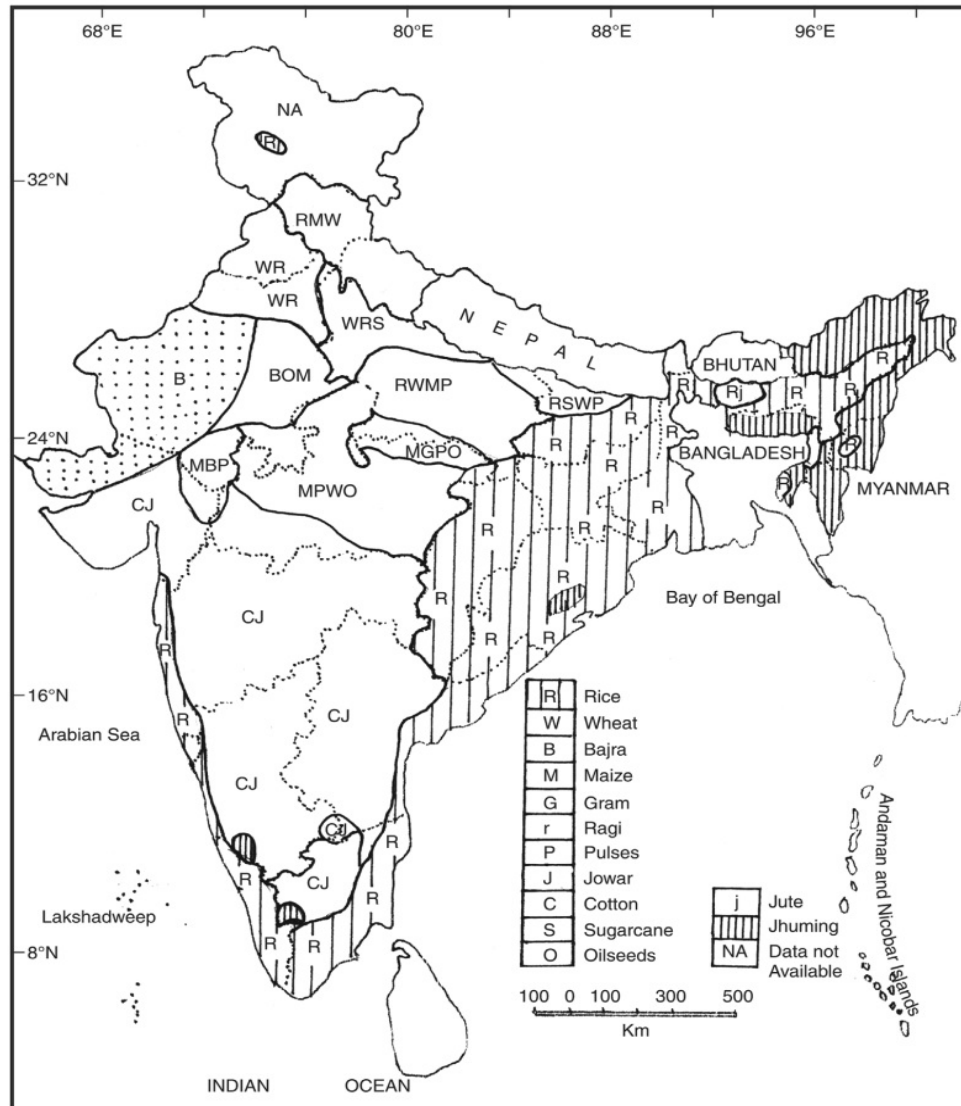 68°E 80°E 88°E 96°E
NA
R
32°N
RMW
WR
WR
WRS
NEPAL
B
BOM
RWMP
BHUTAN
R
Rj
R
R
R
RSWP
24°N
R
R
R
MBP
MGPO
BANGLADESH
R
MPWO
R
MYANMAR
CJ
R
R
R
R
R
CJ
R
Bay of Bengal
R
R
R
16°N
R
Arabian Sea
CJ
CJ
CJ
R
R
CJ
R
R
Lakshadweep
8°N
R
R
R Rice
W Wheat
B Bajra
M Maize
G Gram
r Ragi
P Pulses
J Jowar
C Cotton
S Sugarcane
O Oilseeds
j Jute
Jhuming
NA Data not
Available
100 0 100 300 500
Km
Andaman and Nicobar Islands
INDIAN OCEAN